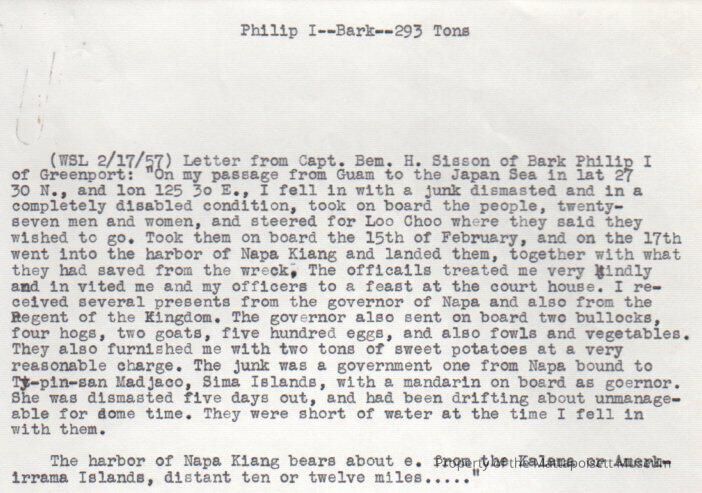 Philip I--Bark--293 Tons
(WSL 2/17/57) Letter from Capt. Bem. H. Sisson of Bark Philip I
of Greenport: "On my passage from Guam to the Japan Sea in lat 27
30 N., and lon 125 3o E., I fell in with a junk dismasted and in a
completely disabled condition, took on board the people, twenty-
seven men and women, and steered for Loo Choo where they said they
wished to go. Took them on board the 15th of February, and on the 17th
went into the harbor of Napa Kiang and landed them, together with what
they had saved from the wreck, The officails treated me very kindly
and in vited me and my officers to a feast at the court house. I re-
ceived several presents from the governor of Napa and also from the
Regent of the Kingdom. The governor also sent on board two bullocks,
four hogs, two goats, five hundred eggs, and also fowls and vegetables.
They also furnished me with two tons of sweet potatoes at a very
reasonable charge. The junk was a government one from Napa bound to
Ty-pin-san Madjaco, Sima Islands, with a mandarin on board as goernor.
She was dismasted five days out, and had been drifting about unmanage-
able for some time. They were short of water at the time I fell in
with them.
The harbor of Napa Kiang bears about e. from the Kalama or
irrama Islands, distant ten or twelve miles....."
Property of the Mattapoisett Museum